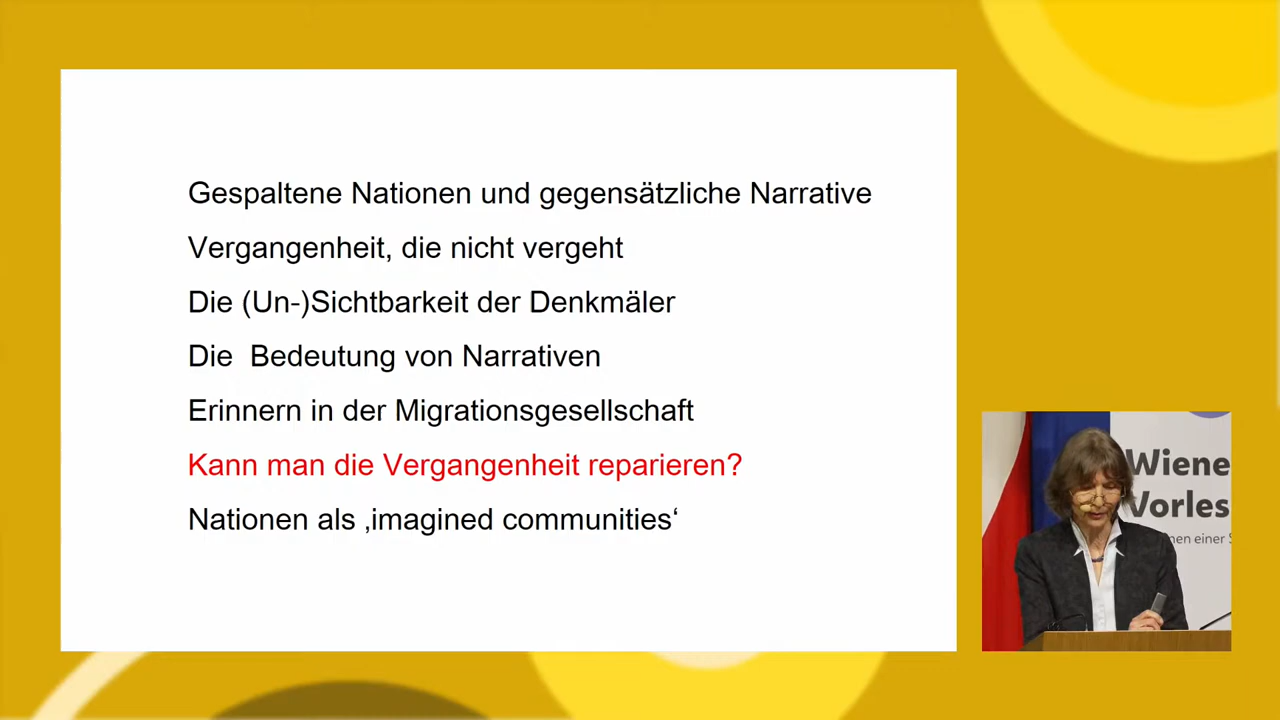 Gespaltene Nationen und gegensätzliche Narrative
Vergangenheit, die nicht vergeht
Die (Un-)Sichtbarkeit der Denkmäler
Die  Bedeutung von Narrativen
Erinnern in der Migrationsgesellschaft
Kann man die Vergangenheit reparieren?
Nationen als ‚imagined communities‘
Wiene
Vorles
einer